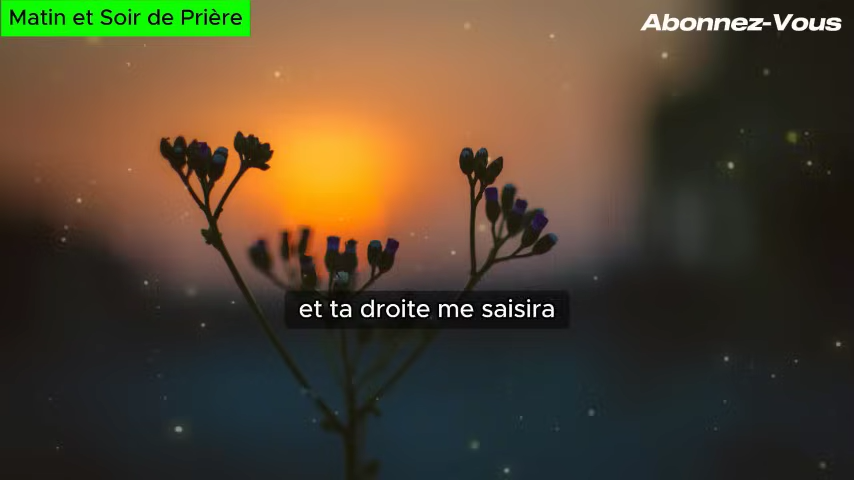 Matin et Soir de Prière
Abonnez-Vous
et ta droite me saisira